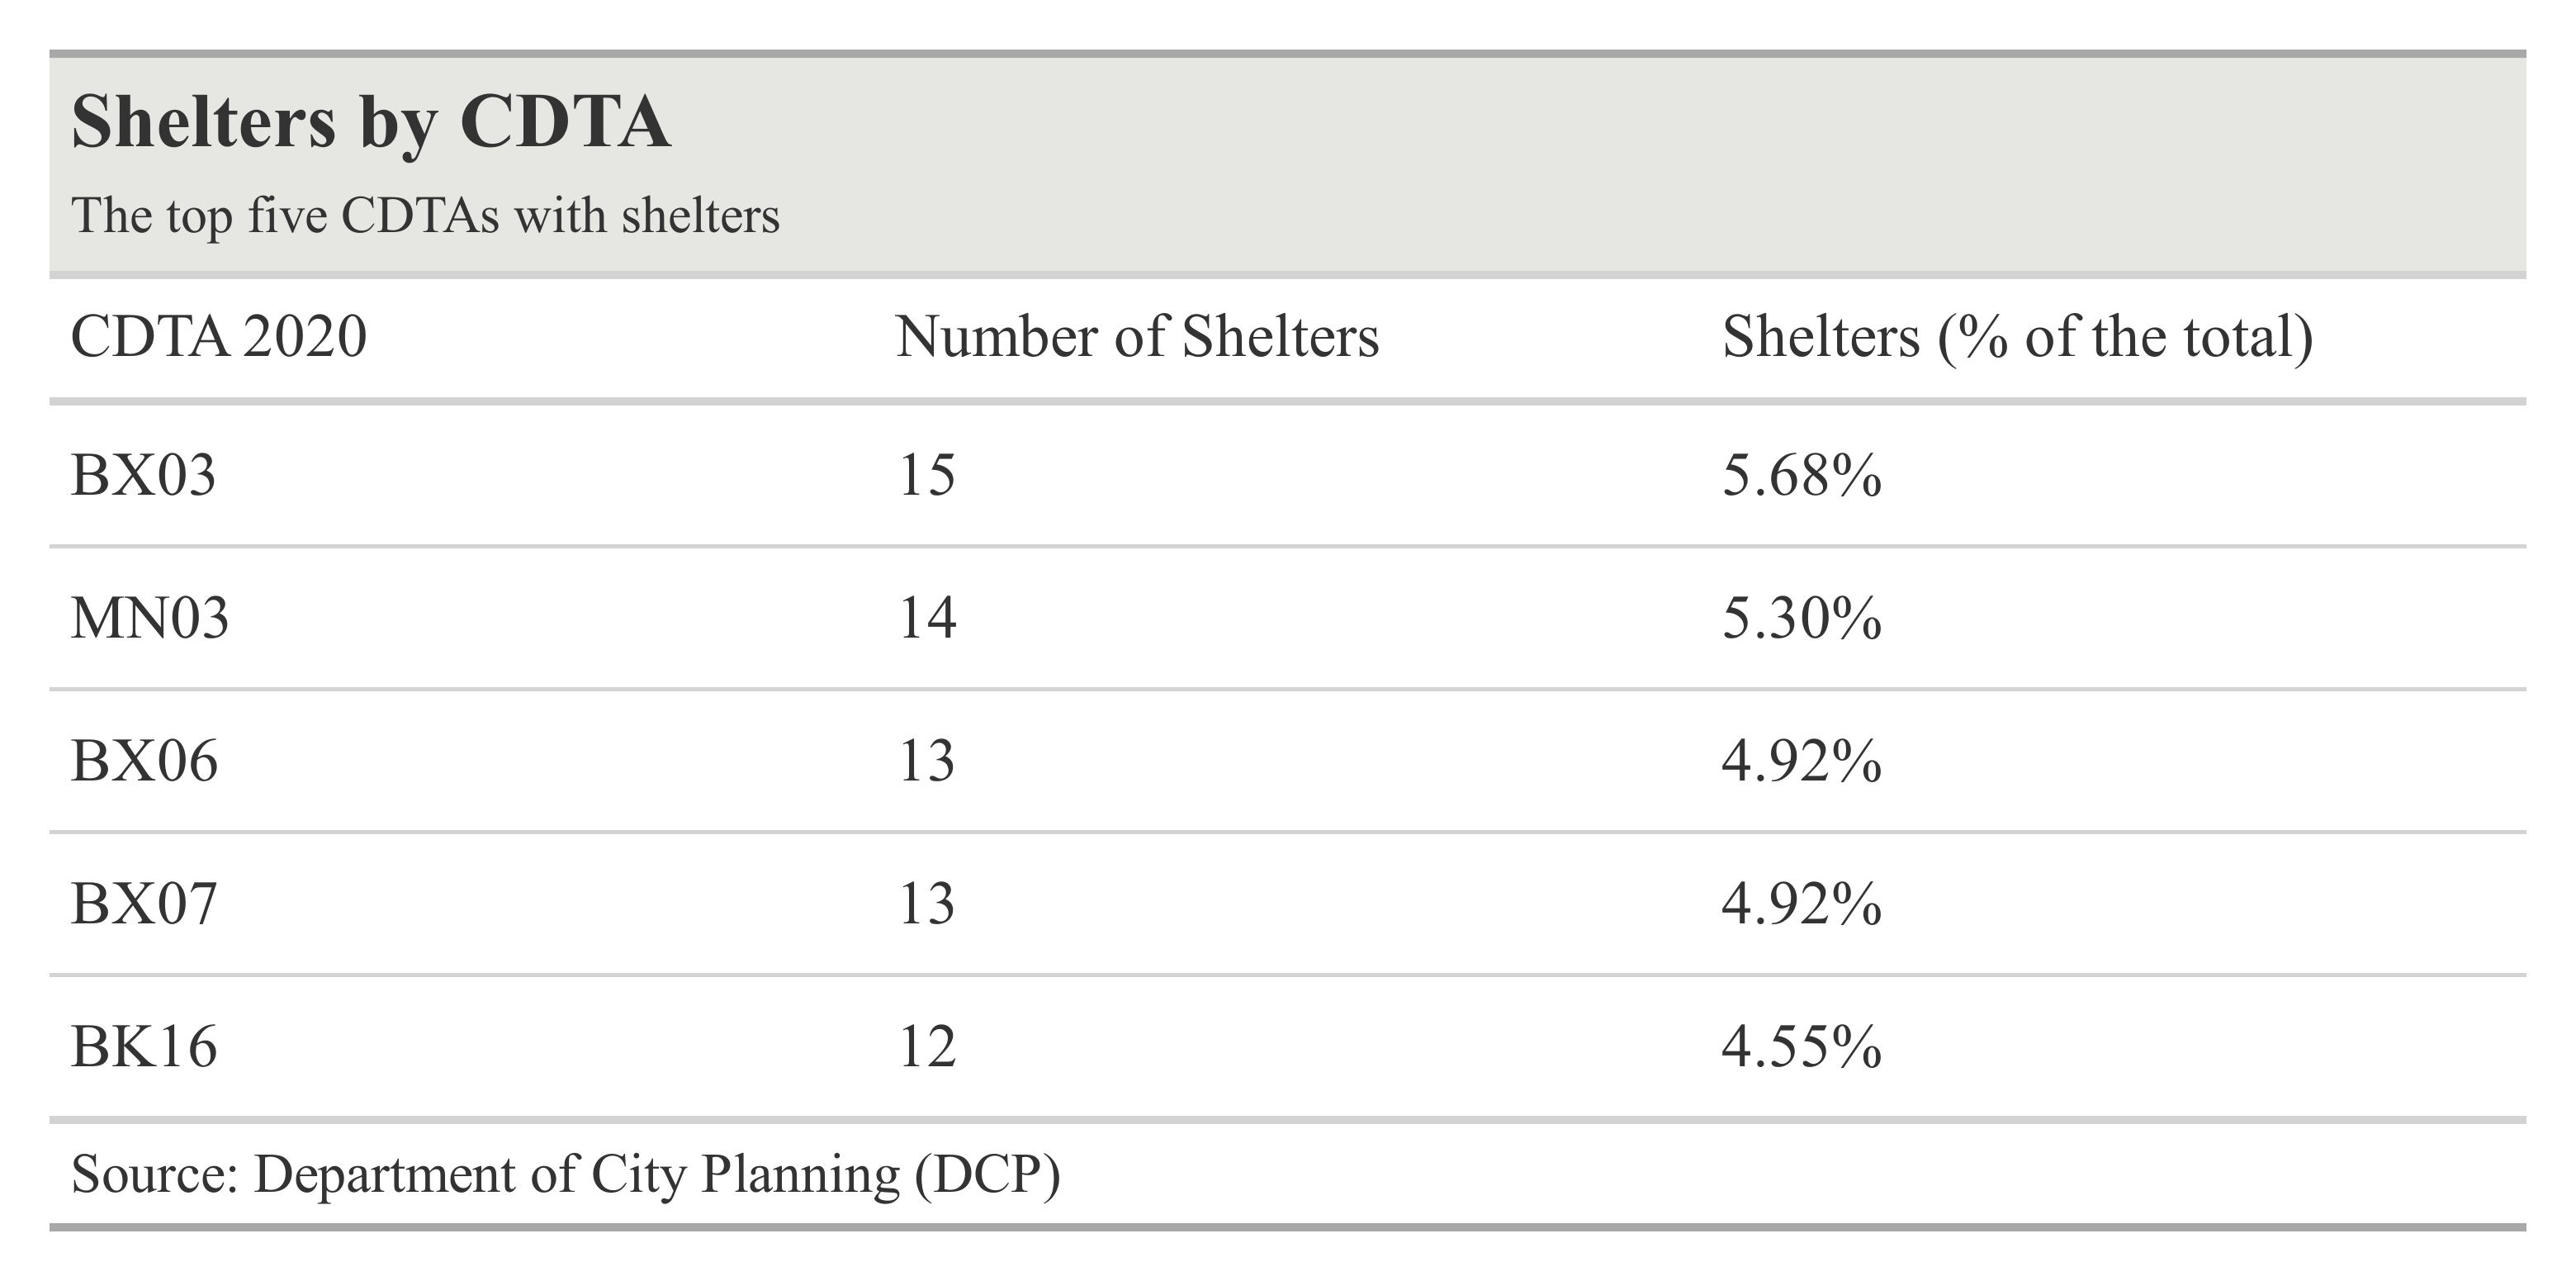 Shelters by CDTA
The top five CDTAs with shelters
CDTA 2020 Number of Shelters Shelters (% of the total)
BX03 15 5.68%
MN03 14 5.30%
BX06 13 4.92%
BX07 13 4.92%
BK16 12 4.55%
Source: Department of City Planning (DCP)